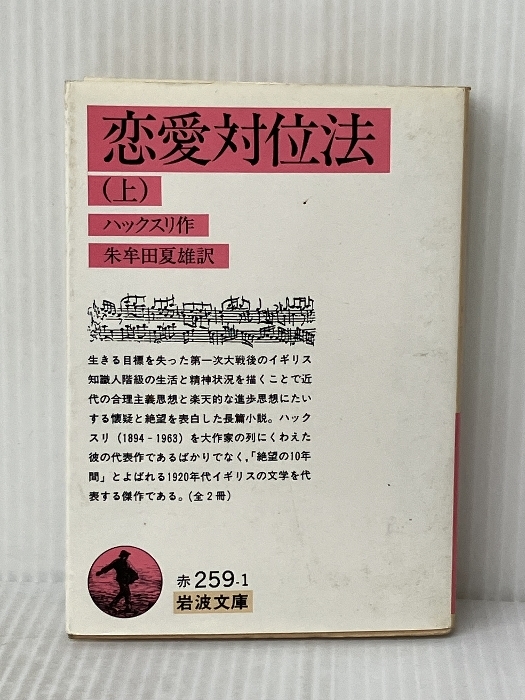 恋愛対位法
(上)
ハックスリ作
朱牟田夏雄訳
生きる目標を失った第一次大戦後のイギリス
知識人階級の生活と精神状況を描くことで近
代の合理主義思想と楽天的な進歩思想にたい
する懐疑と絶望を表白した長篇小説。ハック
スリ(1894-1963)を大作家の列にくわえた
彼の代表作であるばかりでなく,「絶望の10年
間」とよばれる1920年代イギリスの文学を代
表する傑作である。(全2冊)
赤259-1
岩波文庫